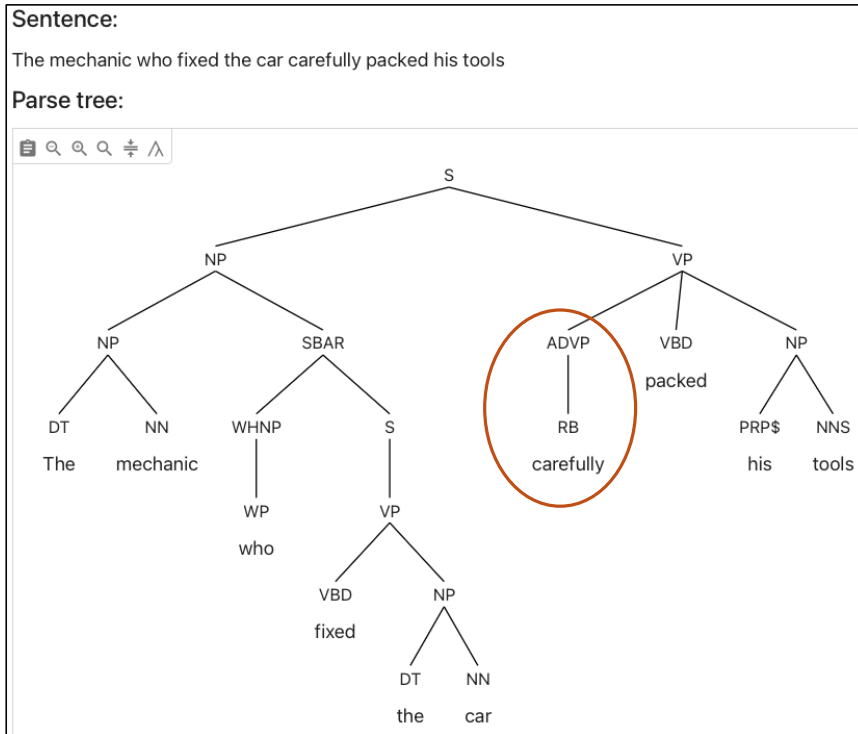 Sentence:
The mechanic who fixed the car carefully packed his tools
Parse tree:
S
NP VP
NP SBAR ADVP VBD NP
packed
DT NN WHNP S RB PRP$ NNS
The mechanic carefully his tools
WP VP
who
VBD NP
fixed
DT NN
the car